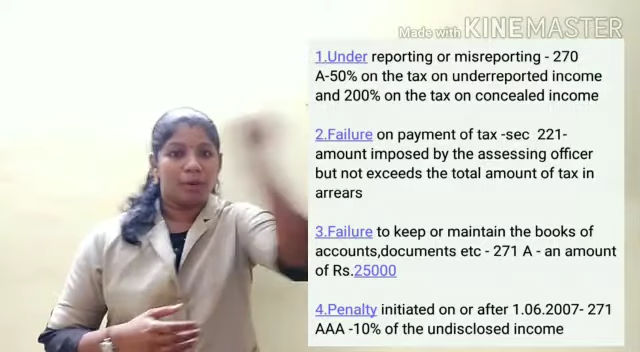 Made with KINEMASTER
1.Under reporting or misreporting - 270
A-50% on the tax on underreported income
and 200% on the tax on concealed income
2.Failure on payment of tax -sec 221-
amount imposed by the assessing officer
but not exceeds the total amount of tax in
arrears
3.Failure to keep or maintain the books of
accounts,documents etc - 271 A - an amount
of Rs.25000
4.Penalty initiated on or after 1.06.2007- 271
AAA -10% of the undisclosed income